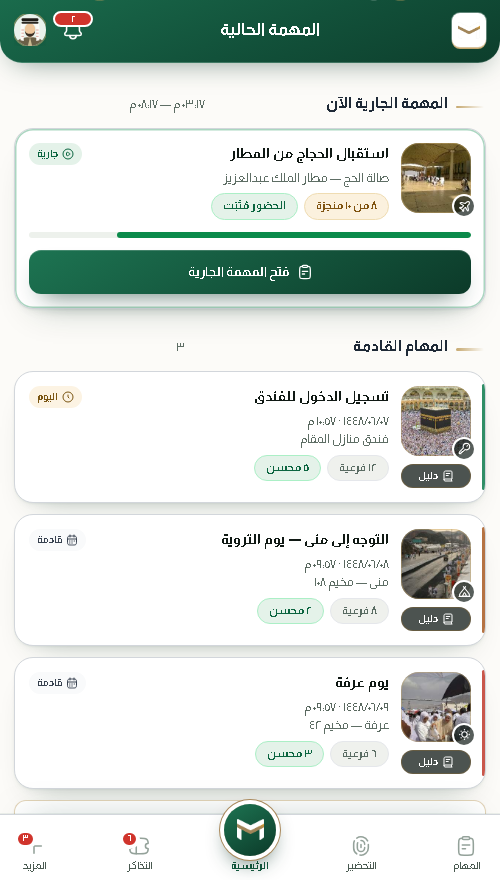 المهمة الحالية
٢
المهمة الجارية الآن
٠٣:١٧م — ٠٨:١٧م
استقبال الحجاج من المطار
جارية
صالة الحج — مطار الملك عبدالعزيز
٨ من ١٠ منجزة
الحضور مُثبّت
فتح المهمة الجارية
المهام القادمة
٣
تسجيل الدخول للفندق
اليوم
١٤٤٨/٠٦/٠٧ · ١٠:٥٧م
فندق منازل المقام
١٢ فرعية
٥ محسن
دليل
التوجه إلى منى — يوم التروية
قادمة
١٤٤٨/٠٦/٠٨ · ٠٩:٥٧م
منى — مخيم ١٠٨
٨ فرعية
٢ محسن
دليل
يوم عرفة
قادمة
١٤٤٨/٠٦/٠٩ · ٠٩:٥٧م
عرفة — مخيم ٤٢
٦ فرعية
٣ محسن
دليل
المهام
التحضير
الرئيسية
٦
التذاكر
٣
المزيد